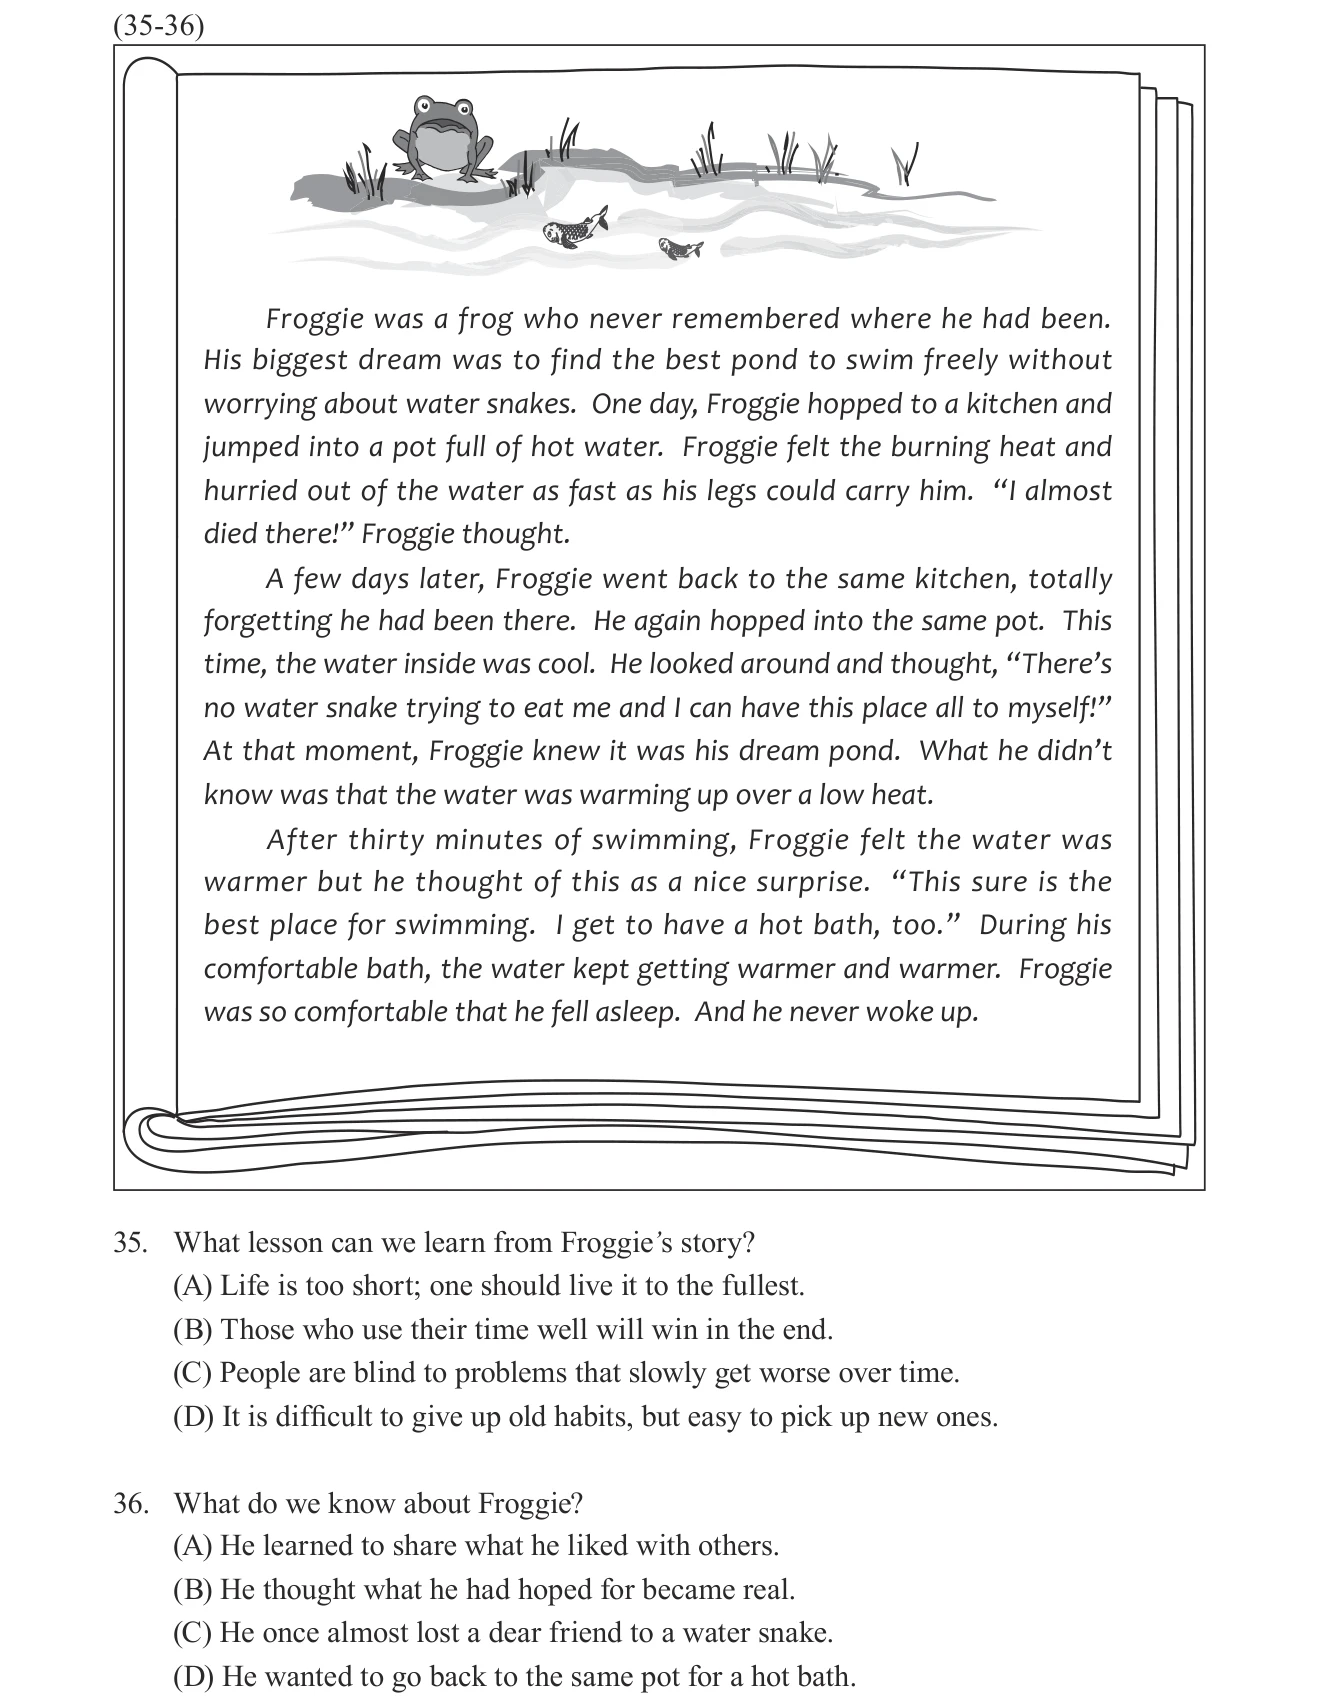 (35-36)
Froggie was a frog who never remembered where he had been.
His biggest dream was to find the best pond to swim freely without
worrying about water snakes.  One day, Froggie hopped to a kitchen and
jumped into a pot full of hot water.  Froggie felt the burning heat and
hurried out of the water as fast as his legs could carry him.  “I almost
died there!” Froggie thought.
A few days later, Froggie went back to the same kitchen, totally
forgetting he had been there.  He again hopped into the same pot.  This
time, the water inside was cool.  He looked around and thought, “There’s
no water snake trying to eat me and I can have this place all to myself!”
At that moment, Froggie knew it was his dream pond.  What he didn’t
know was that the water was warming up over a low heat.
After thirty minutes of swimming, Froggie felt the water was
warmer but he thought of this as a nice surprise.  “This sure is the
best place for swimming.  I get to have a hot bath, too.”  During his
comfortable bath, the water kept getting warmer and warmer.  Froggie
was so comfortable that he fell asleep.  And he never woke up.
35. What lesson can we learn from Froggie’s story?
(A) Life is too short; one should live it to the fullest.
(B) Those who use their time well will win in the end.
(C) People are blind to problems that slowly get worse over time.
(D) It is difficult to give up old habits, but easy to pick up new ones.
36. What do we know about Froggie?
(A) He learned to share what he liked with others.
(B) He thought what he had hoped for became real.
(C) He once almost lost a dear friend to a water snake.
(D) He wanted to go back to the same pot for a hot bath.